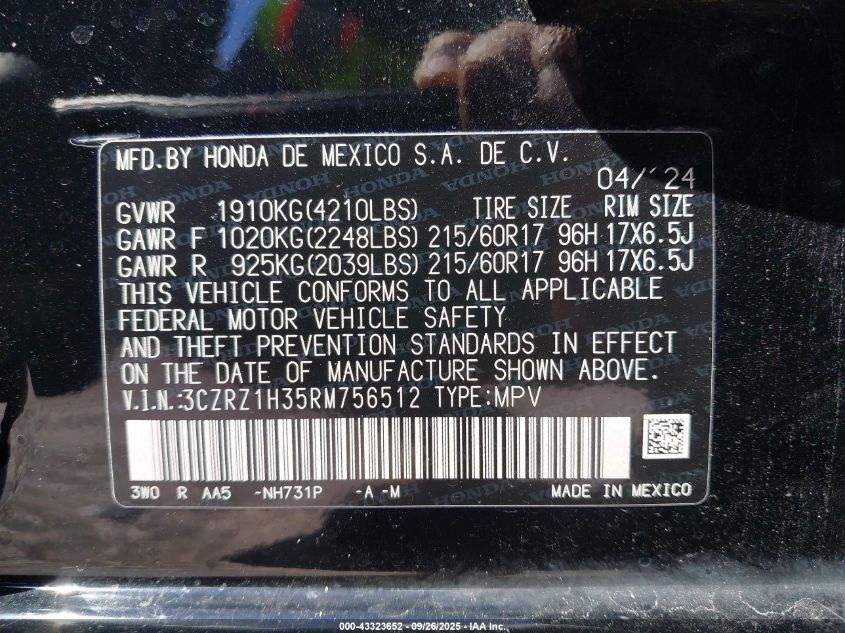 MFD.BY HONDA DE MEXICO S.A. DE C.V.
04/'24
GVWR 1910KG(4210LBS) TIRE SIZE RIM SIZE
GAWR F 1020KG(2248LBS) 215/60R17 96H 17X6.5J
GAWR R 925KG(2039LBS) 215/60R17 96H 17X6.5J
THIS VEHICLE CONFORMS TO ALL APPLICABLE
FEDERAL MOTOR VEHICLE SAFETY
AND THEFT PREVENTION STANDARDS IN EFFECT
ON THE DATE OF MANUFACTURE SHOWN ABOVE.
V.I.N.:3CZRZ1H35RM756512 TYPE:MPV
3WO R AA5 -NH731P -A -M MADE IN MEXICO
000-43323652 - 09/26/2025 - IAA Inc.